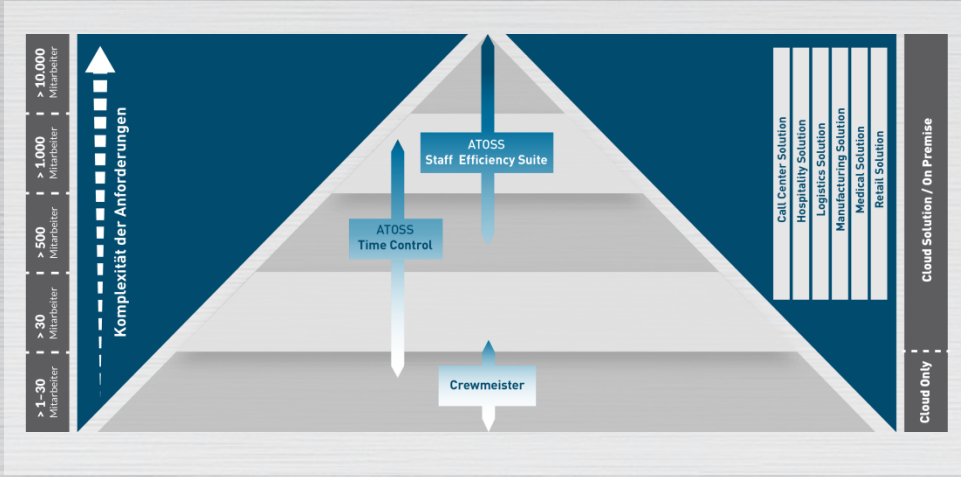 > 10.000
Mitarbeiter
> 1.000
Mitarbeiter
> 500
Mitarbeiter
> 30
Mitarbeiter
> 1–30
Mitarbeiter
Komplexität der Anforderungen
ATOSS
Staff Efficiency Suite
ATOSS
Time Control
Crewmeister
Call Center Solution
Hospitality Solution
Logistics Solution
Manufacturing Solution
Medical Solution
Retail Solution
Cloud Solution / On Premise
Cloud Only